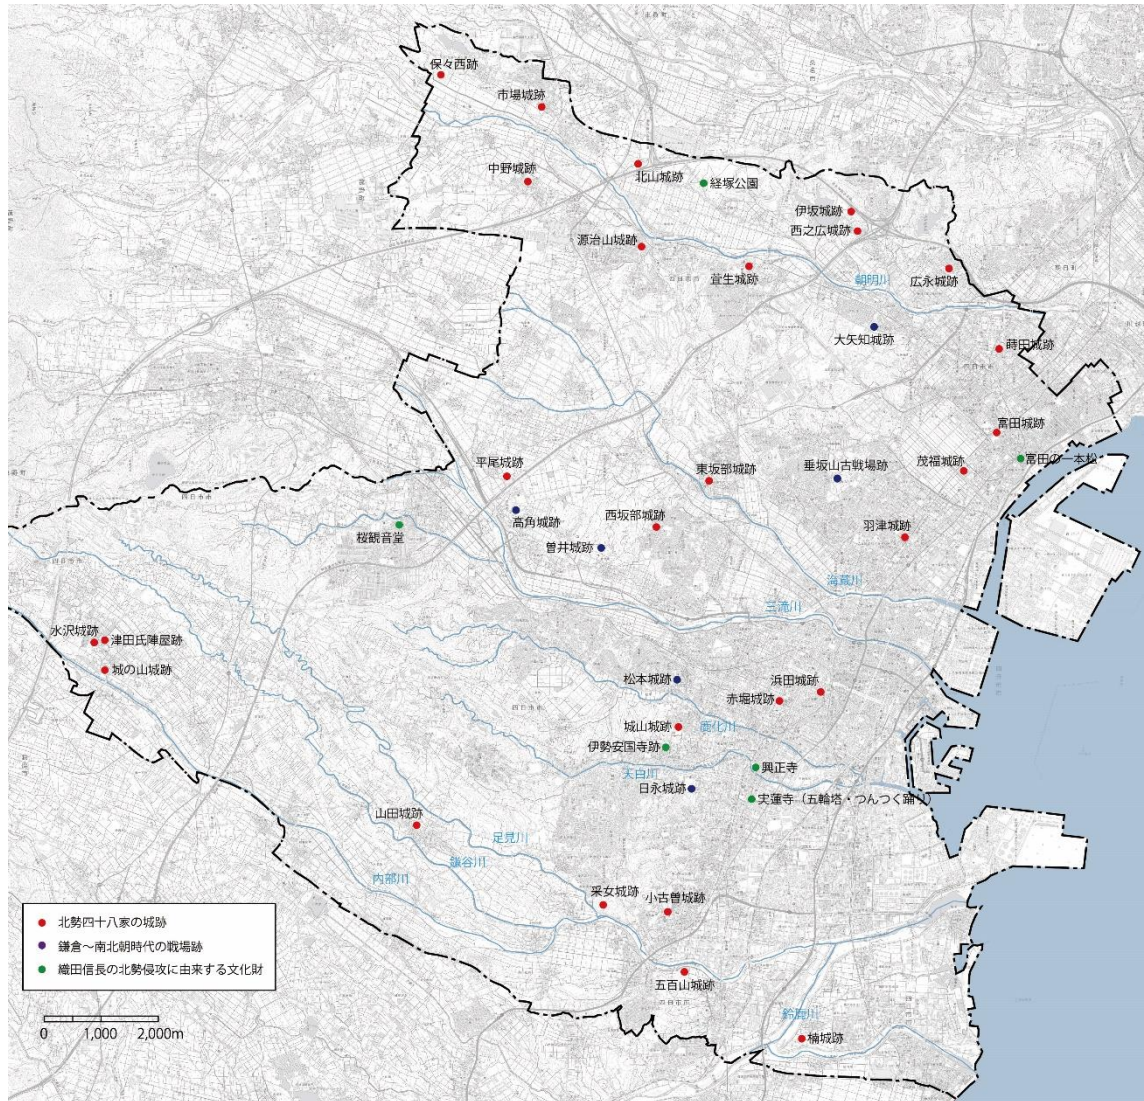 保々西跡
市場城跡
中野城跡
北山城跡
経塚公園
伊坂城跡
西之広城跡
源治山城跡
萱生城跡
広永城跡
朝明川
大矢知城跡
蒔田城跡
富田城跡
富田の一本松
平尾城跡
東坂部城跡
垂坂山古戦場跡
茂福城跡
高角城跡
西坂部城跡
羽津城跡
桜観音堂
曽井城跡
海蔵川
三滝川
水沢城跡
津田氏陣屋跡
城の山城跡
松本城跡
浜田城跡
赤堀城跡
城山城跡
鹿化川
伊勢安国寺跡
天白川
興正寺
日永城跡
実蓮寺（五輪塔・つんつく踊り）
山田城跡
足見川
鎌谷川
内部川
采女城跡
小古曽城跡
五百山城跡
鈴鹿川
楠城跡
北勢四十八家の城跡
鎌倉～南北朝時代の戦場跡
織田信長の北勢侵攻に由来する文化財
0 1,000 2,000m